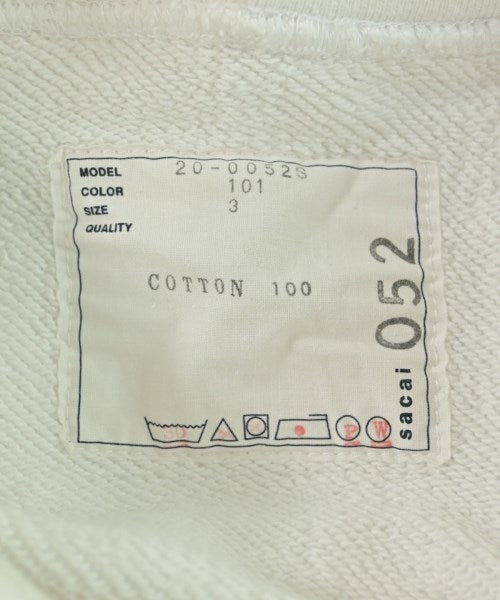 MODEL 20-0052S
COLOR 101
SIZE 3
QUALITY
COTTON 100
sacai 052
P W